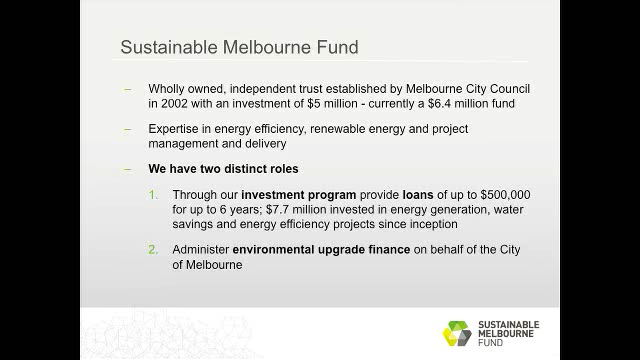 Sustainable Melbourne Fund
– Wholly owned, independent trust established by Melbourne City Council
in 2002 with an investment of $5 million - currently a $6.4 million fund
– Expertise in energy efficiency, renewable energy and project
management and delivery
– We have two distinct roles
1. Through our investment program provide loans of up to $500,000
for up to 6 years; $7.7 million invested in energy generation, water
savings and energy efficiency projects since inception
2. Administer environmental upgrade finance on behalf of the City
of Melbourne
SUSTAINABLE
MELBOURNE
FUND